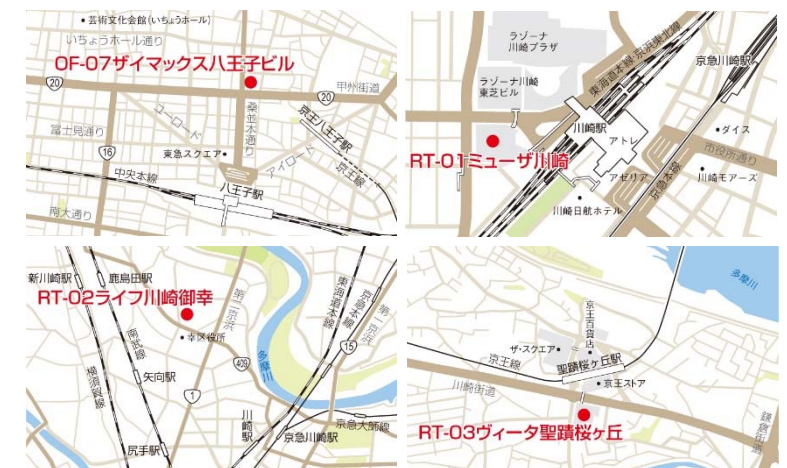 芸術文化会館(いちょうホール)
いちょうホール通り
OF-07ザイマックス八王子ビル
20
甲州街道
20
桑並木通り
ユーロード
富士見通り
京王八王子駅
16
東急スクエア
アイロード
京王線
中央本線
八王子駅
南大通り
ラゾーナ
川崎プラザ
東海道本線・京浜東北線
京急川崎駅
ラゾーナ川崎
東芝ビル
川崎駅
アトレ
ダイス
市役所通り
RT-01ミューザ川崎
アゼリア
京急本線
川崎モアーズ
川崎日航ホテル
新川崎駅
鹿島田駅
RT-02ライフ川崎御幸
第二京浜
東海道本線
京急本線
第一京浜
幸区役所
南武線
15
多摩川
409
横須賀線
矢向駅
1
川崎駅
京急大師線
尻手駅
京急川崎駅
多摩川
京王百貨店
ザ・スクエア
京王線
聖蹟桜ヶ丘駅
川崎街道
京王ストア
RT-03ヴィータ聖蹟桜ヶ丘
鎌倉街道